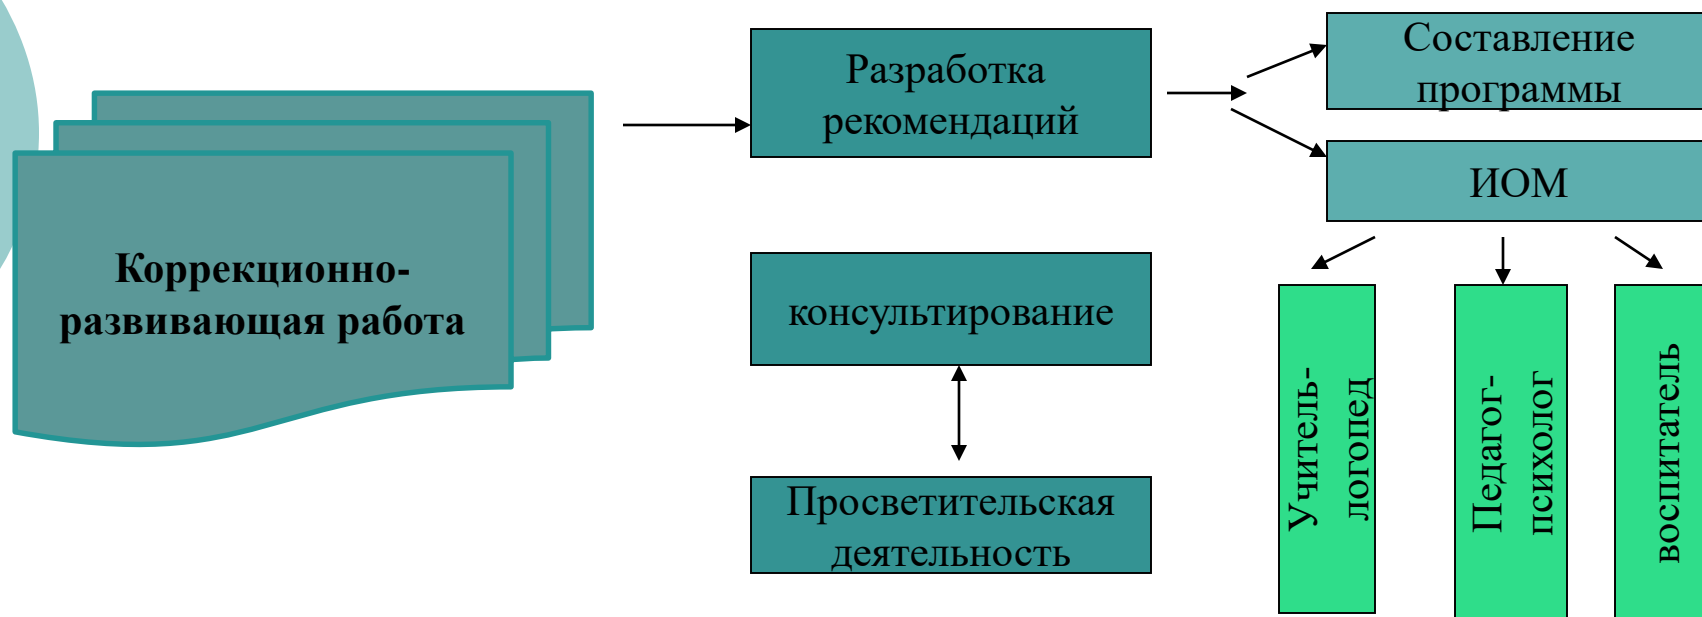 Коррекционно-
развивающая работа
Разработка
рекомендаций
консультирование
Просветительская
деятельность
Составление
программы
ИОМ
Учитель-
логопед
Педагог-
психолог
воспитатель